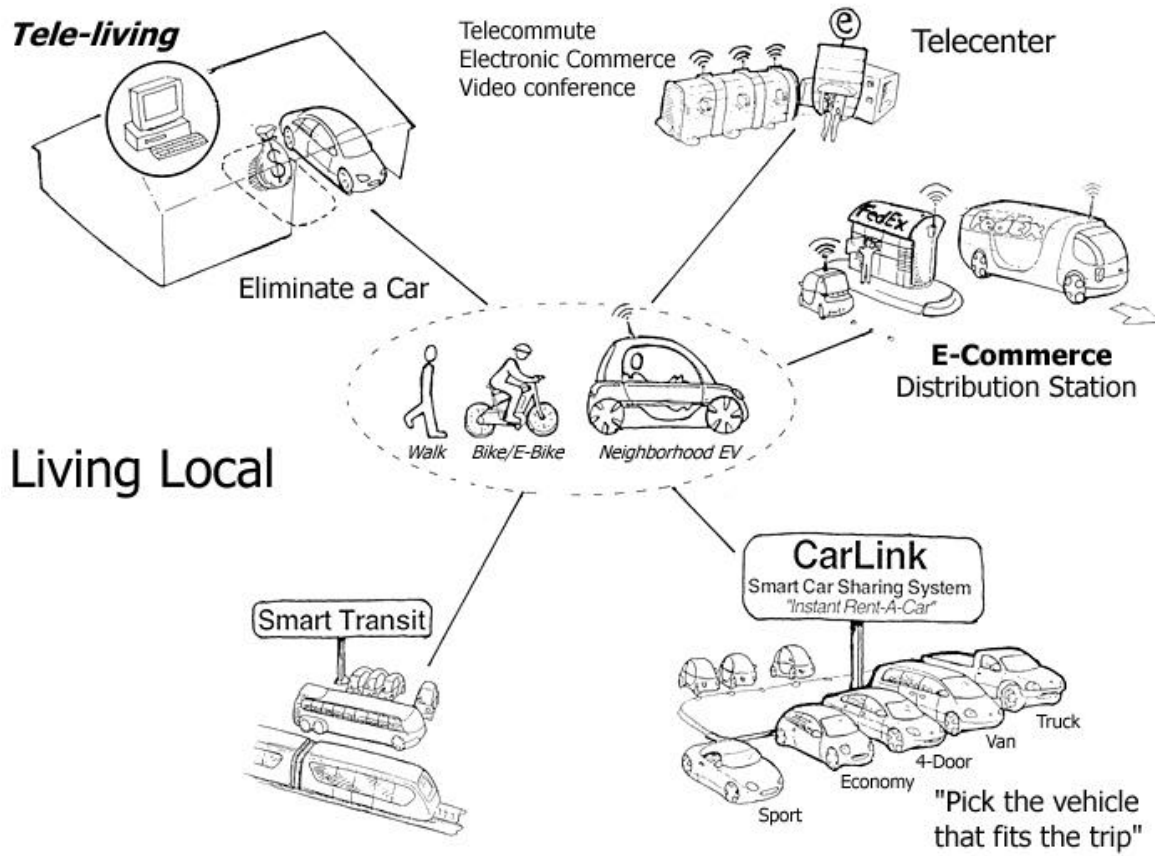 Tele-living
Telecommute
Electronic Commerce
Video conference
e
Telecenter
$
Eliminate a Car
FedEx
FedEx
E-Commerce
Distribution Station
Walk
Bike/E-Bike
Neighborhood EV
Living Local
Smart Transit
CarLink
Smart Car Sharing System
"Instant Rent-A-Car"
Truck
Van
4-Door
Economy
Sport
"Pick the vehicle
that fits the trip"